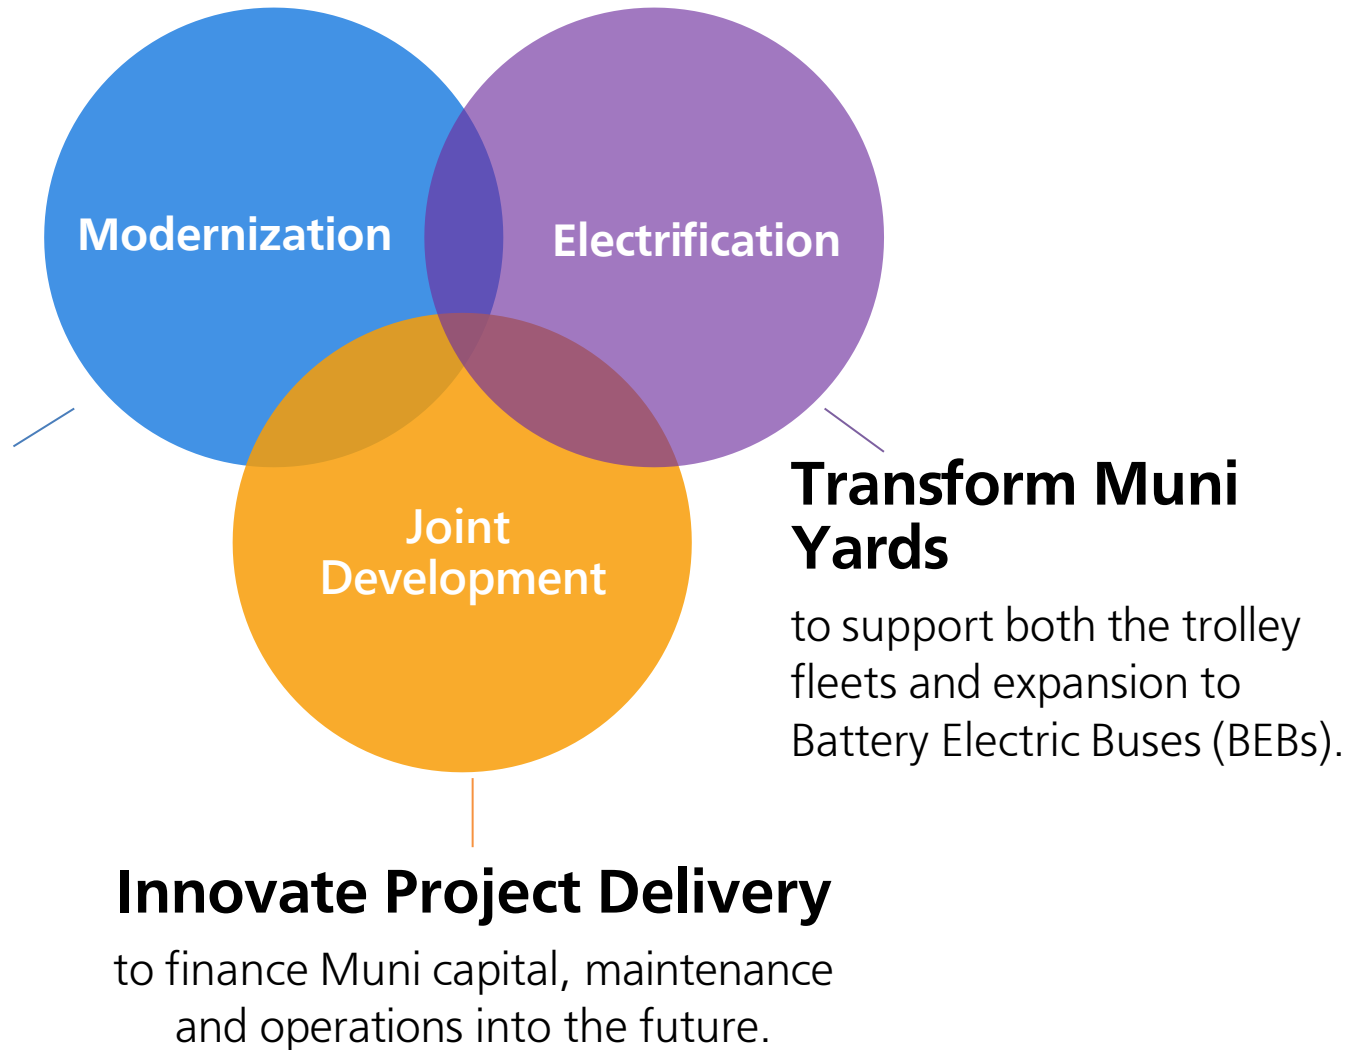 Modernization
Electrification
Joint
Development
Transform Muni
Yards
to support both the trolley
fleets and expansion to
Battery Electric Buses (BEBs).
Innovate Project Delivery
to finance Muni capital, maintenance
and operations into the future.